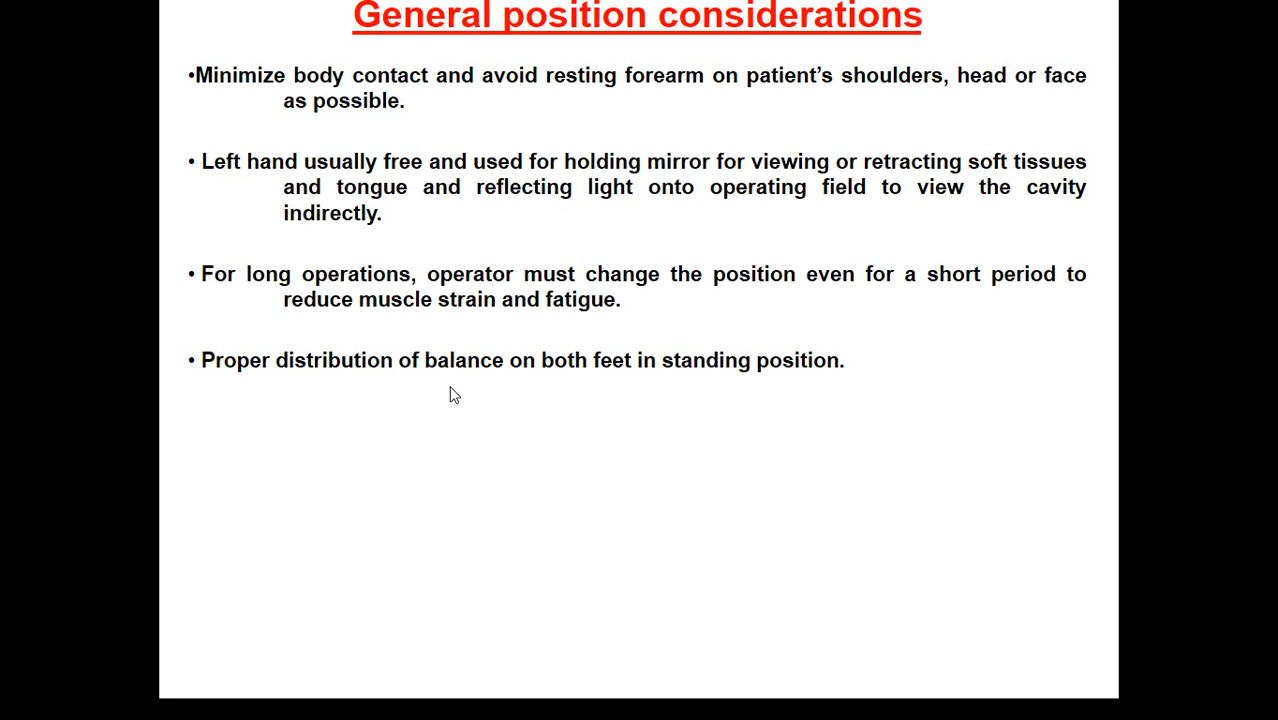 General position considerations
•Minimize body contact and avoid resting forearm on patient’s shoulders, head or face
as possible.
• Left hand usually free and used for holding mirror for viewing or retracting soft tissues
and tongue and reflecting light onto operating field to view the cavity
indirectly.
• For long operations, operator must change the position even for a short period to
reduce muscle strain and fatigue.
• Proper distribution of balance on both feet in standing position.